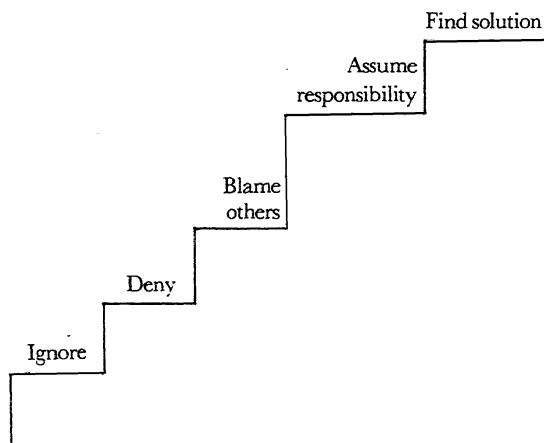 Find solution
Assume
responsibility
Blame
others
Deny
Ignore